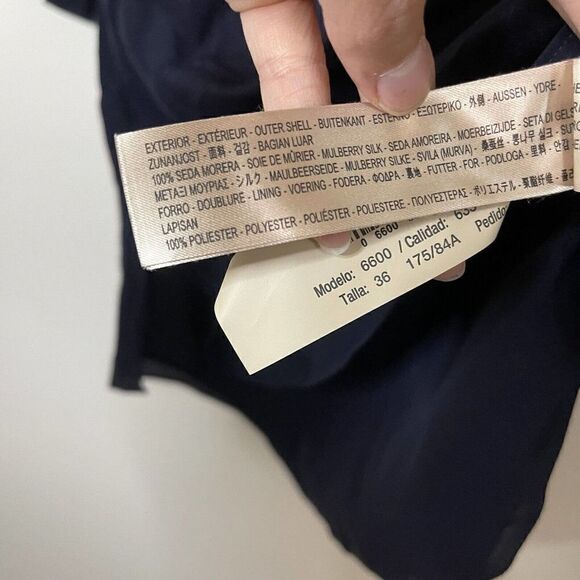 EXTERIOR - EXTÉRIEUR - OUTER SHELL - BUITENKANT - ESTERNO - ΕΞΩΤΕΡΙΚΟ - 外側 - AUSSEN - YDRE -
ZUNANJOST - 面料 - 겉감 - BAGIAN LUAR
100% SEDA MORERA - SOIE DE MÛRIER - MULBERRY SILK - SEDA AMOREIRA - MOERBEIZIJDE - SETA DI GELSO
ΜΕΤΑΞΙ ΜΟΥΡΙΑΣ - シルク - MAULBEERSEIDE - MULBERRY SILKE - SVILA (MURVA) - 桑蚕丝 - 뽕나무 실크 -
FORRO - DOUBLURE - LINING - VOERING - FODERA - ΦΟΔΡΑ - 裏地 - FUTTER - FOR - PODLOGA - 里料 - 안감 -
LAPISAN
100% POLIESTER - POLYESTER - POLIÉSTER - POLIESTERE - ΠΟΛΥΕΣΤΕΡΑΣ - ポリエステル - 聚酯纤维 -
0 6600
Modelo: 6600 / Calidad:
Pedido
Talla: 36 175/84A